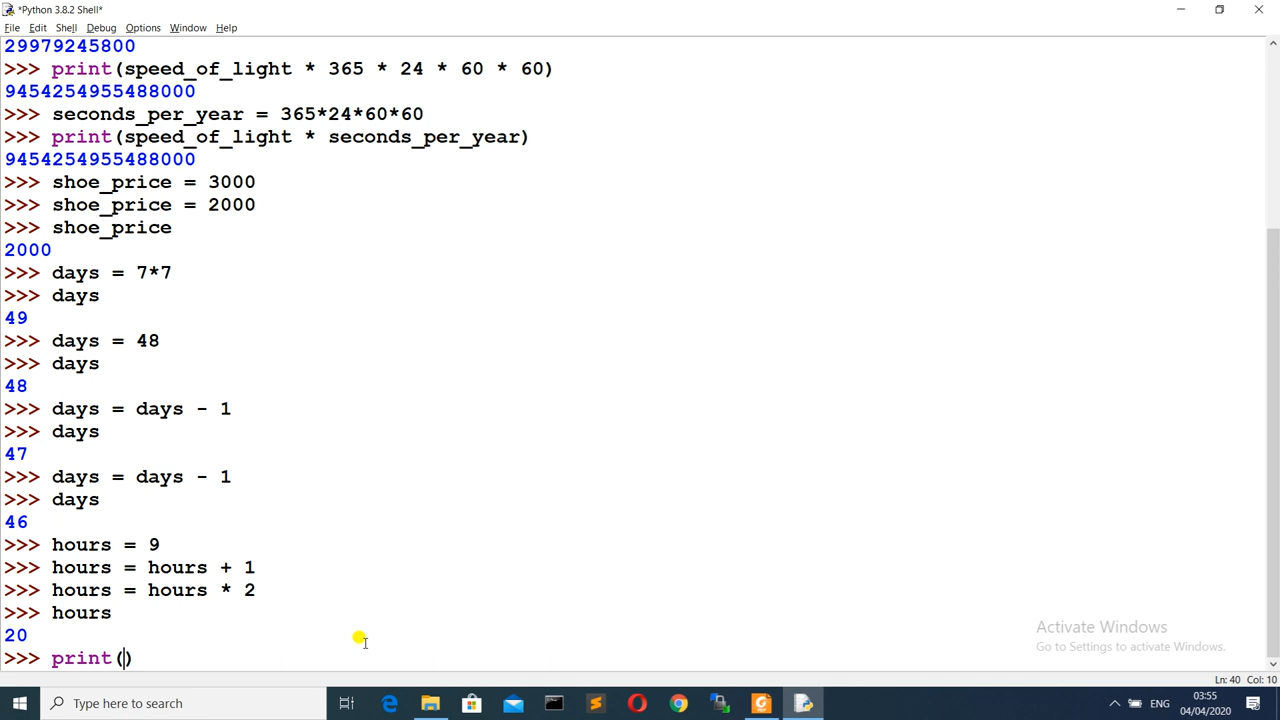 *Python 3.8.2 Shell*
File Edit Shell Debug Options Window Help
29979245800
>>> print(speed_of_light * 365 * 24 * 60 * 60)
9454254955488000
>>> seconds_per_year = 365*24*60*60
>>> print(speed_of_light * seconds_per_year)
9454254955488000
>>> shoe_price = 3000
>>> shoe_price = 2000
>>> shoe_price
2000
>>> days = 7*7
>>> days
49
>>> days = 48
>>> days
48
>>> days = days - 1
>>> days
47
>>> days = days - 1
>>> days
46
>>> hours = 9
>>> hours = hours + 1
>>> hours = hours * 2
>>> hours
20
>>> print()
Activate Windows
Go to Settings to activate Windows.
Ln: 40 Col: 10
Type here to search
ENG
03:55
04/04/2020